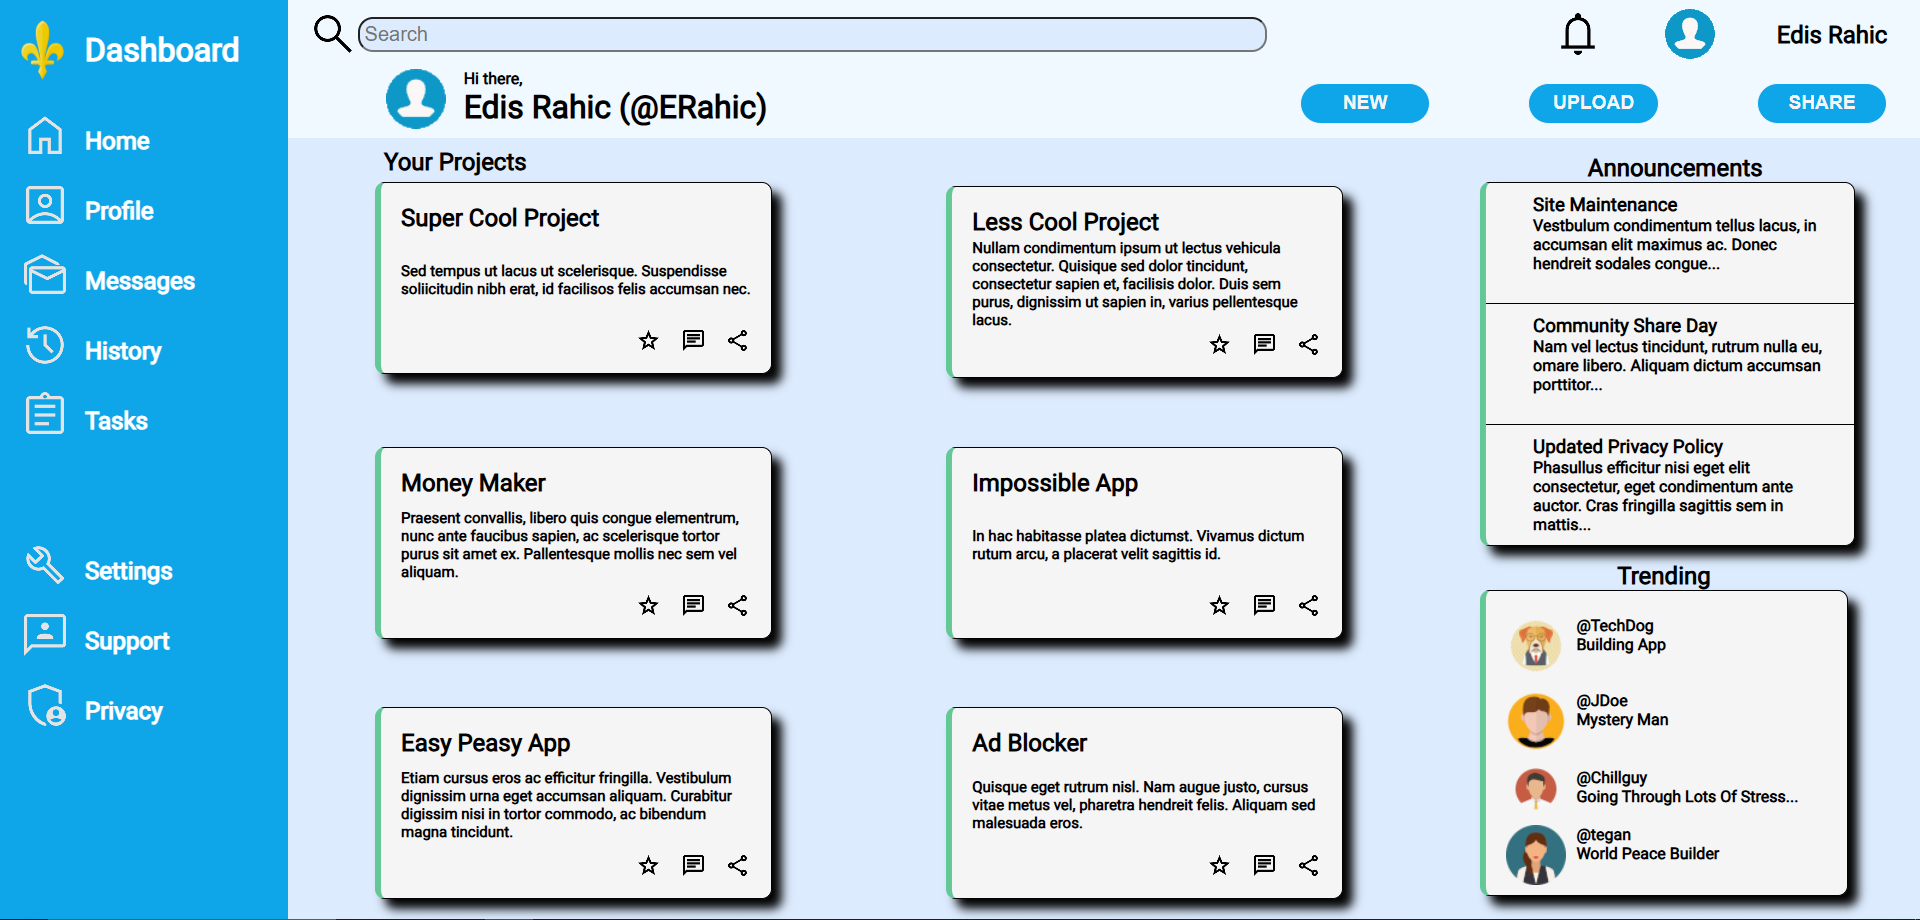 Dashboard
Home
Profile
Messages
History
Tasks
Settings
Support
Privacy
Search
Edis Rahic
Hi there,
Edis Rahic (@ERahic)
NEW
UPLOAD
SHARE
Your Projects
Super Cool Project
Sed tempus ut lacus ut scelerisque. Suspendisse
soliicitudin nibh erat, id facilisos felis accumsan nec.
Less Cool Project
Nullam condimentum ipsum ut lectus vehicula
consectetur. Quisique sed dolor tincidunt,
consectetur sapien et, facilisis dolor. Duis sem
purus, dignissim ut sapien in, varius pellentesque
lacus.
Money Maker
Praesent convallis, libero quis congue elementrum,
nunc ante faucibus sapien, ac scelerisque tortor
purus sit amet ex. Pallentesque mollis nec sem vel
aliquam.
Impossible App
In hac habitasse platea dictumst. Vivamus dictum
rutum arcu, a placerat velit sagittis id.
Easy Peasy App
Etiam cursus eros ac efficitur fringilla. Vestibulum
dignissim urna eget accumsan aliquam. Curabitur
digissim nisi in tortor commodo, ac bibendum
magna tincidunt.
Ad Blocker
Quisque eget rutrum nisl. Nam augue justo, cursus
vitae metus vel, pharetra hendreit felis. Aliquam sed
malesuada eros.
Announcements
Site Maintenance
Vestbulum condimentum tellus lacus, in
accumsan elit maximus ac. Donec
hendreit sodales congue...
Community Share Day
Nam vel lectus tincidunt, rutrum nulla eu,
omare libero. Aliquam dictum accumsan
porttitor...
Updated Privacy Policy
Phasullus efficitur nisi eget elit
consectetur, eget condimentum ante
auctor. Cras fringilla sagittis sem in
mattis...
Trending
@TechDog
Building App
@JDoe
Mystery Man
@Chillguy
Going Through Lots Of Stress...
@tegan
World Peace Builder